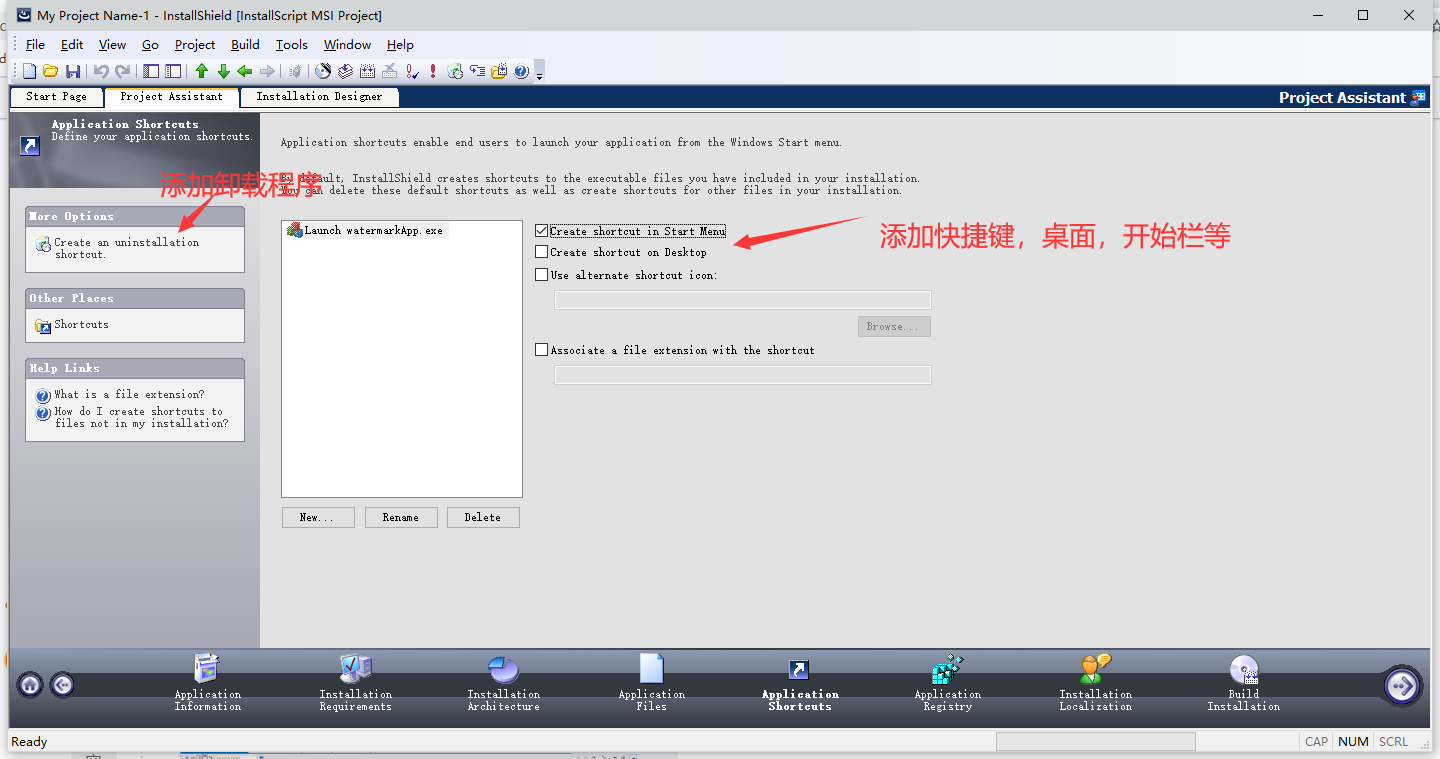 My Project Name-1 - InstallShield [InstallScript MSI Project]
File Edit View Go Project Build Tools Window Help
Start Page Project Assistant Installation Designer Project Assistant
Application Shortcuts
Define your application shortcuts.
添加卸载程序
More Options
Create an uninstallation
shortcut.
Other Places
Shortcuts
Help Links
What is a file extension?
How do I create shortcuts to
files not in my installation?
Application shortcuts enable end users to launch your application from the Windows Start menu.
By default, InstallShield creates shortcuts to the executable files you have included in your installation.
You can delete these default shortcuts as well as create shortcuts for other files in your installation.
Launch watermarkApp.exe
New... Rename Delete
Create shortcut in Start Menu
Create shortcut on Desktop
Use alternate shortcut icon:
Browse...
Associate a file extension with the shortcut
添加快捷键，桌面，开始栏等
Application
Information
Installation
Requirements
Installation
Architecture
Application
Files
Application
Shortcuts
Application
Registry
Installation
Localization
Build
Installation
Ready
CAP NUM SCRL